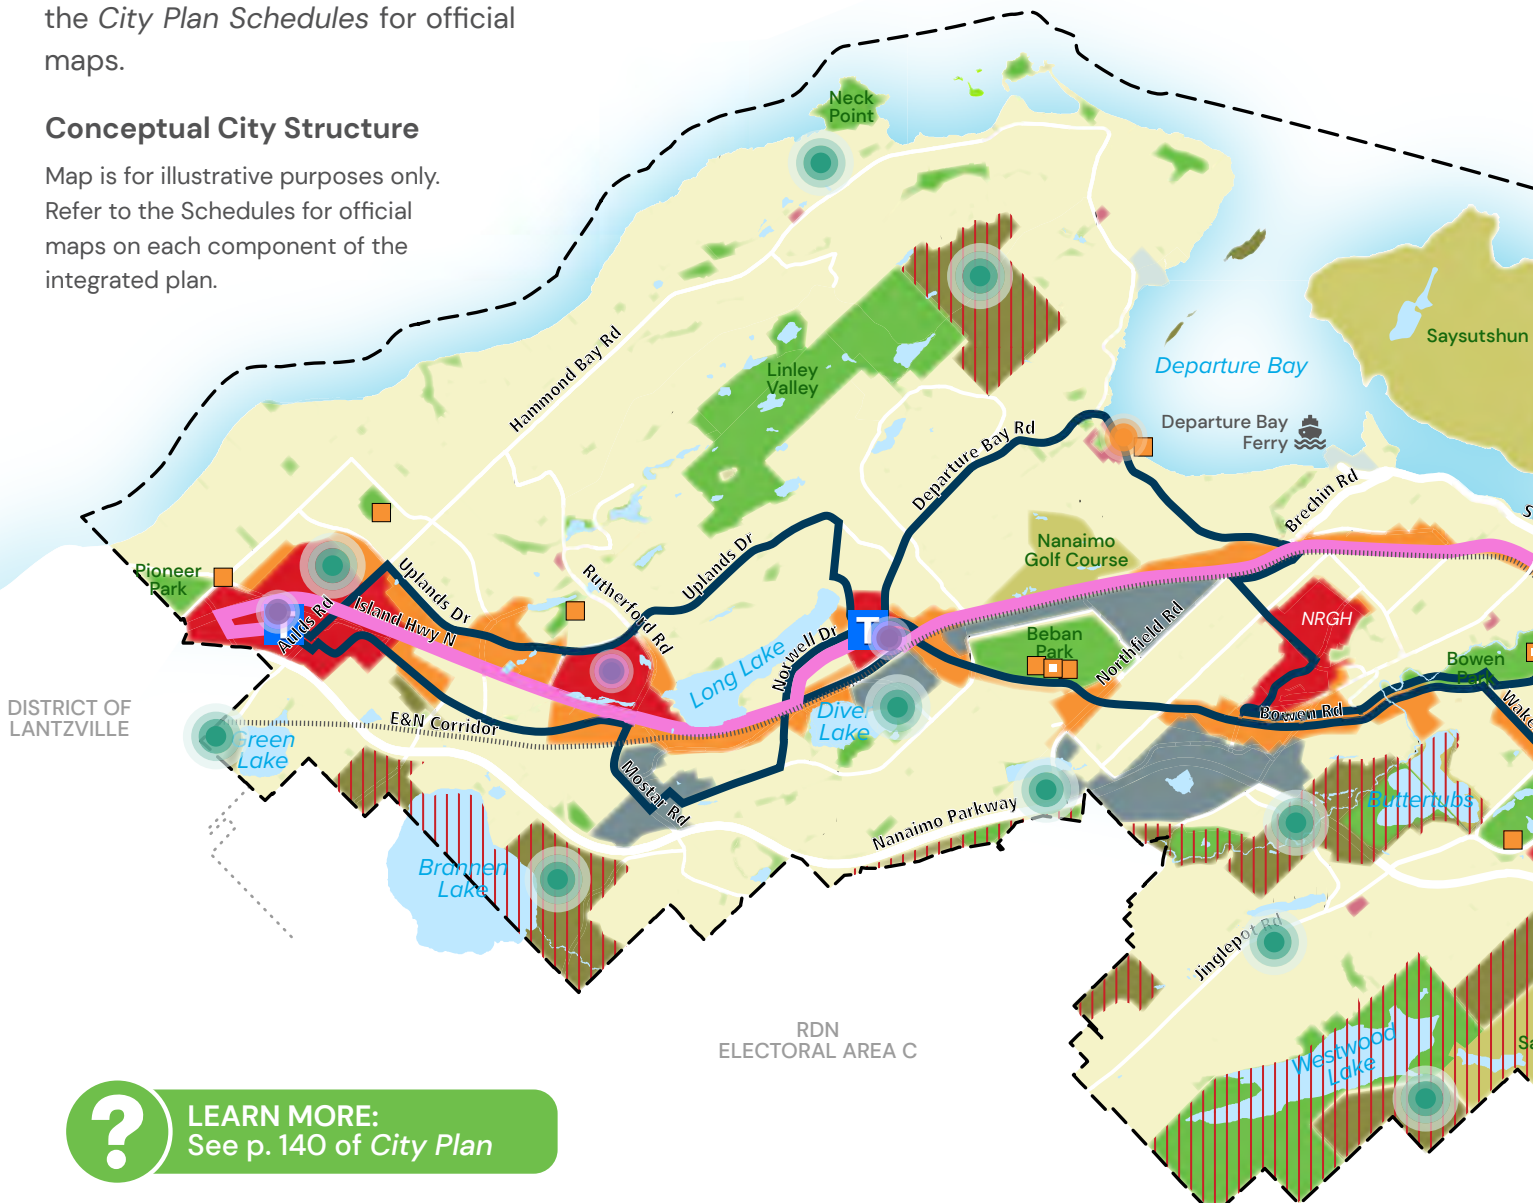 the City Plan Schedules for official
maps.
Conceptual City Structure
Map is for illustrative purposes only.
Refer to the Schedules for official
maps on each component of the
integrated plan.
Neck
Point
Saysutshun
Departure Bay
Linley
Valley
Hammond Bay Rd
Departure Bay
Ferry
Departure Bay Rd
Brechin Rd
Nanaimo
Golf Course
Pioneer
Park
Uplands Dr
Uplands Dr
Rutherford Rd
Aulds Rd
Island Hwy N
T
Norwell Dr
Long Lake
Beban
Park
Northfield Rd
NRGH
Bowen
Park
Bowen Rd
DISTRICT OF
LANTZVILLE
E&N Corridor
Green
Lake
Lake
Mostar Rd
Nanaimo Parkway
Buttertubs
Brannen
Lake
Jinglepot Rd
RDN
ELECTORAL AREA C
Westwood
Lake
?
LEARN MORE:
See p. 140 of City Plan